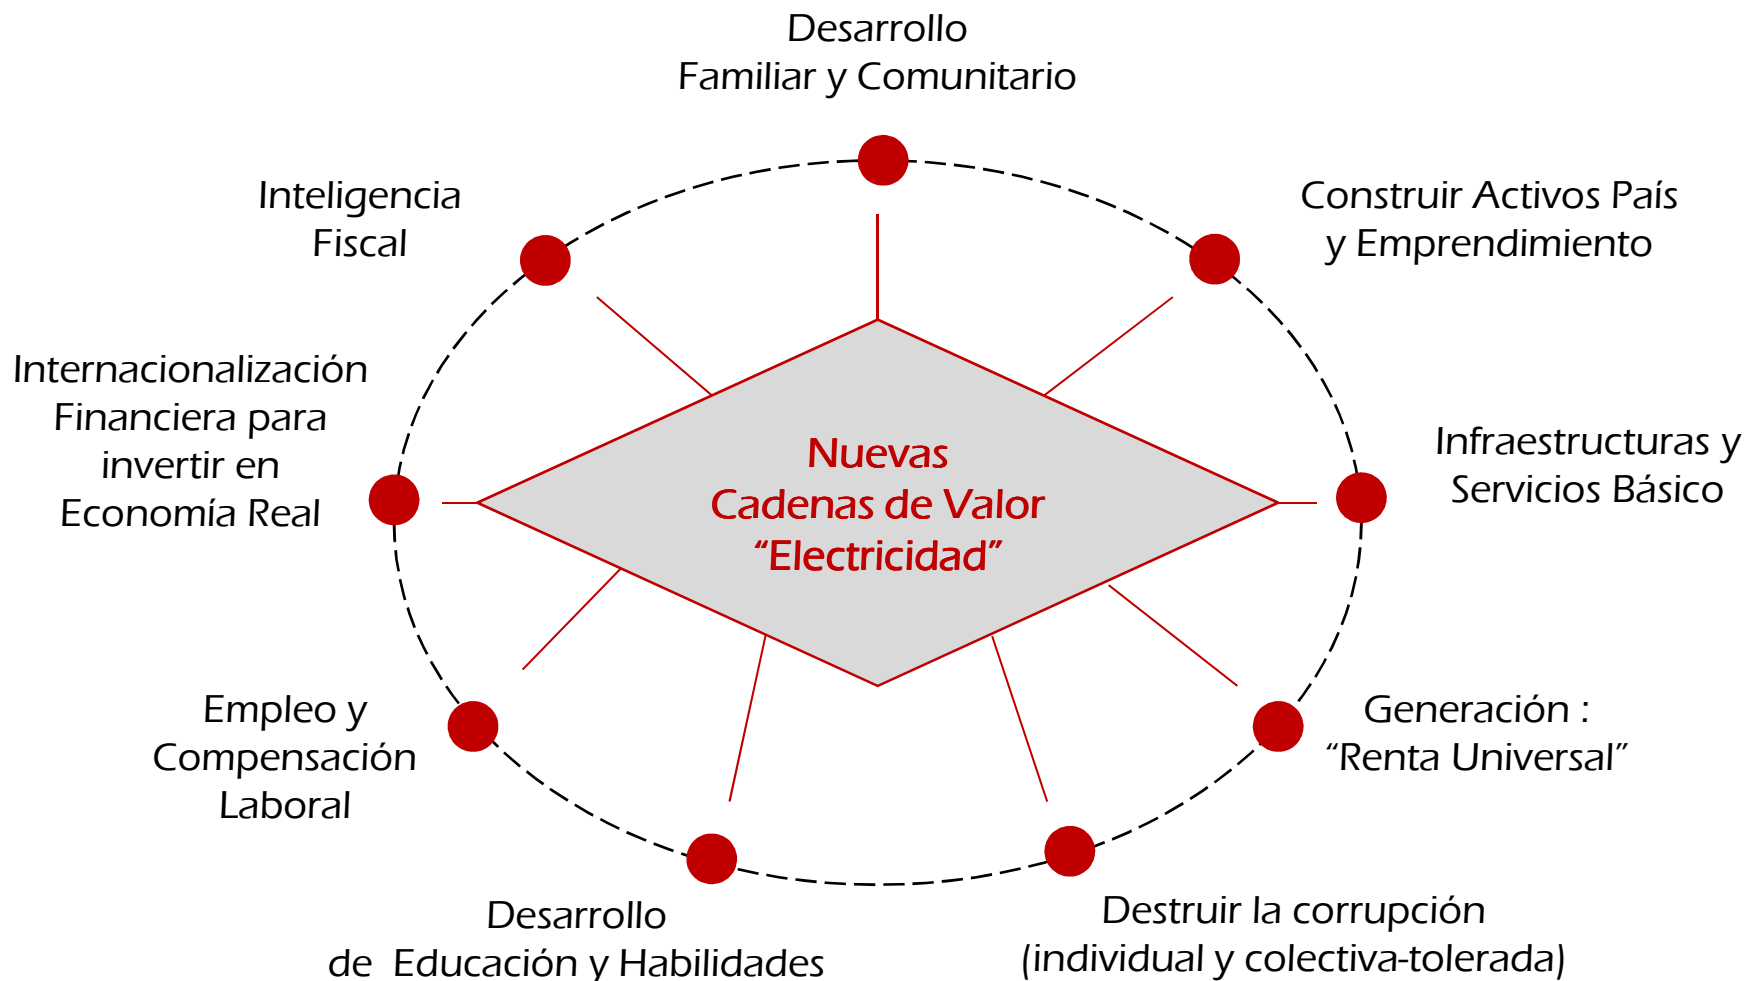 Desarrollo
Familiar y Comunitario
Inteligencia
Fiscal
Construir Activos País
y Emprendimiento
Internacionalización
Financiera para
invertir en
Economía Real
Nuevas
Cadenas de Valor
“Electricidad”
Infraestructuras y
Servicios Básico
Empleo y
Compensación
Laboral
Generación :
“Renta Universal”
Desarrollo
de Educación y Habilidades
Destruir la corrupción
(individual y colectiva-tolerada)